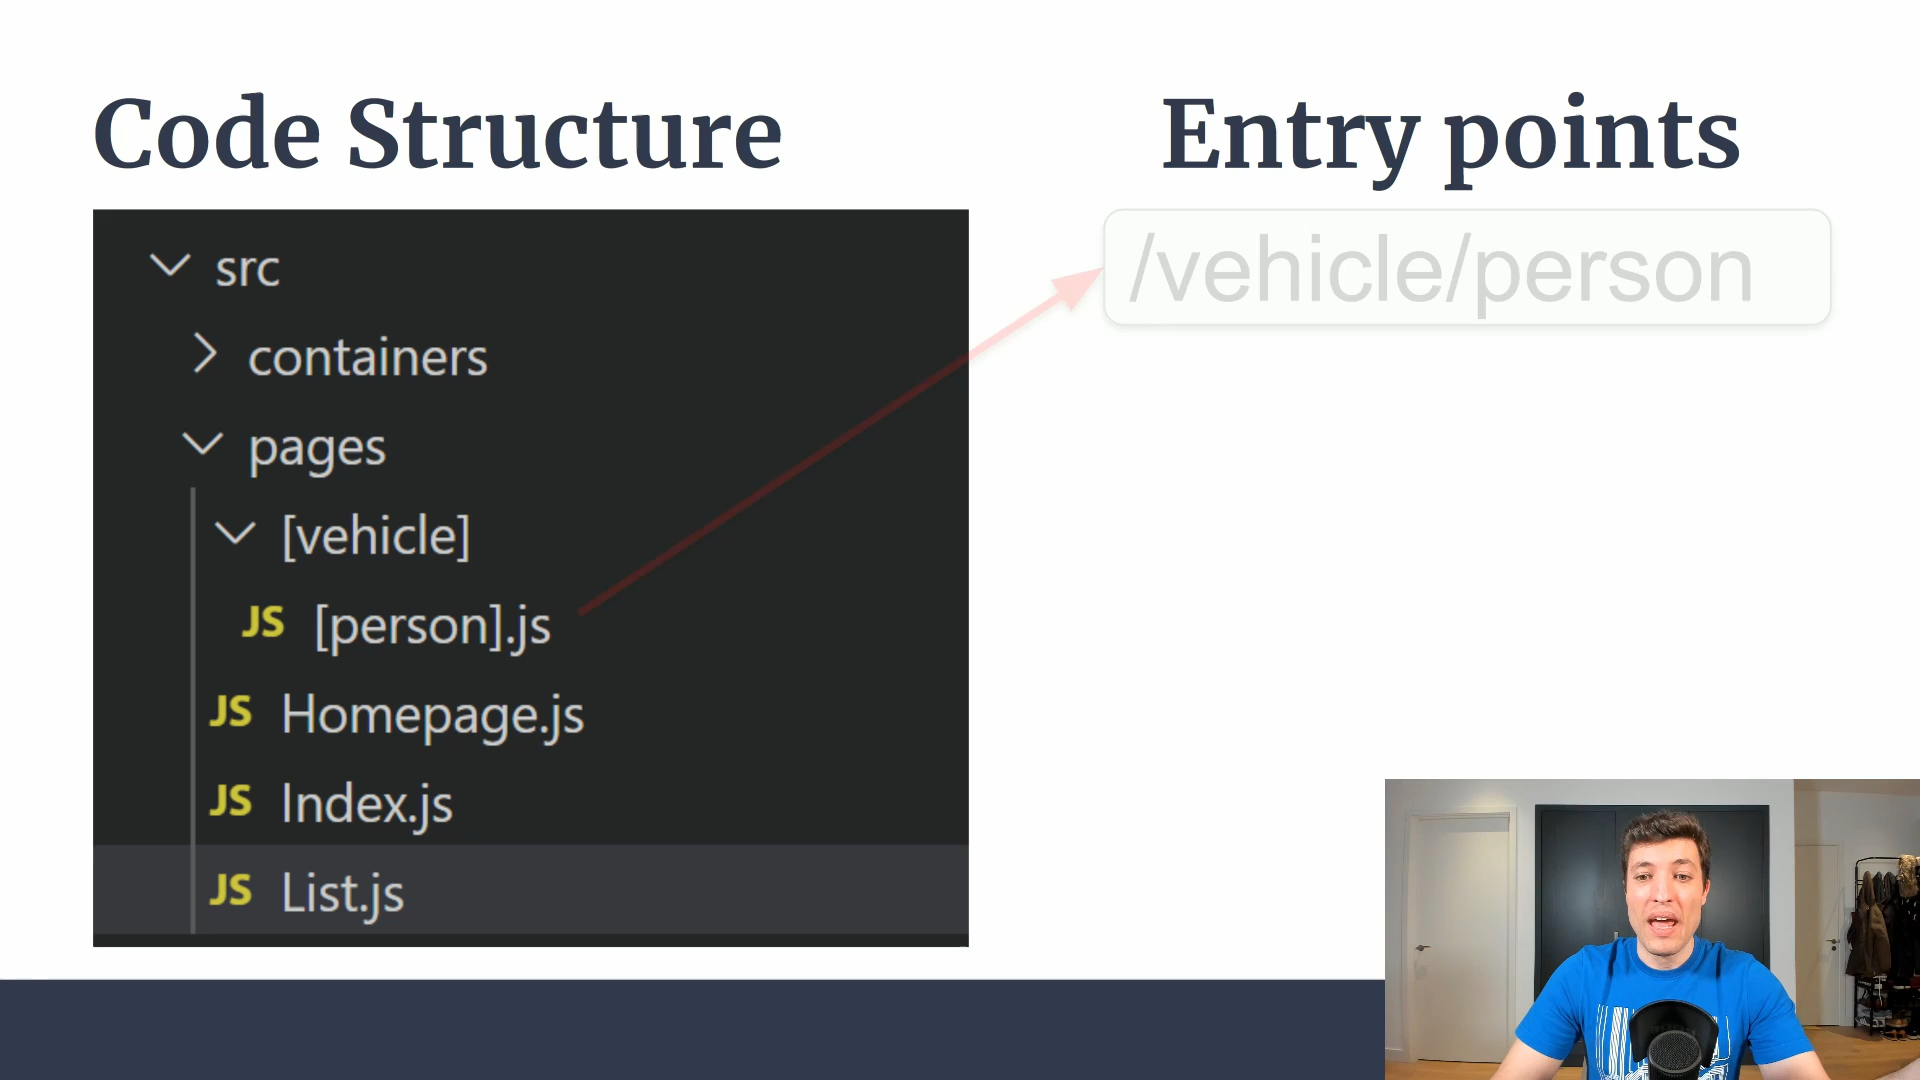 Code Structure
Entry points
src
containers
pages
[vehicle]
JS [person].js
JS Homepage.js
JS Index.js
JS List.js
/vehicle/person